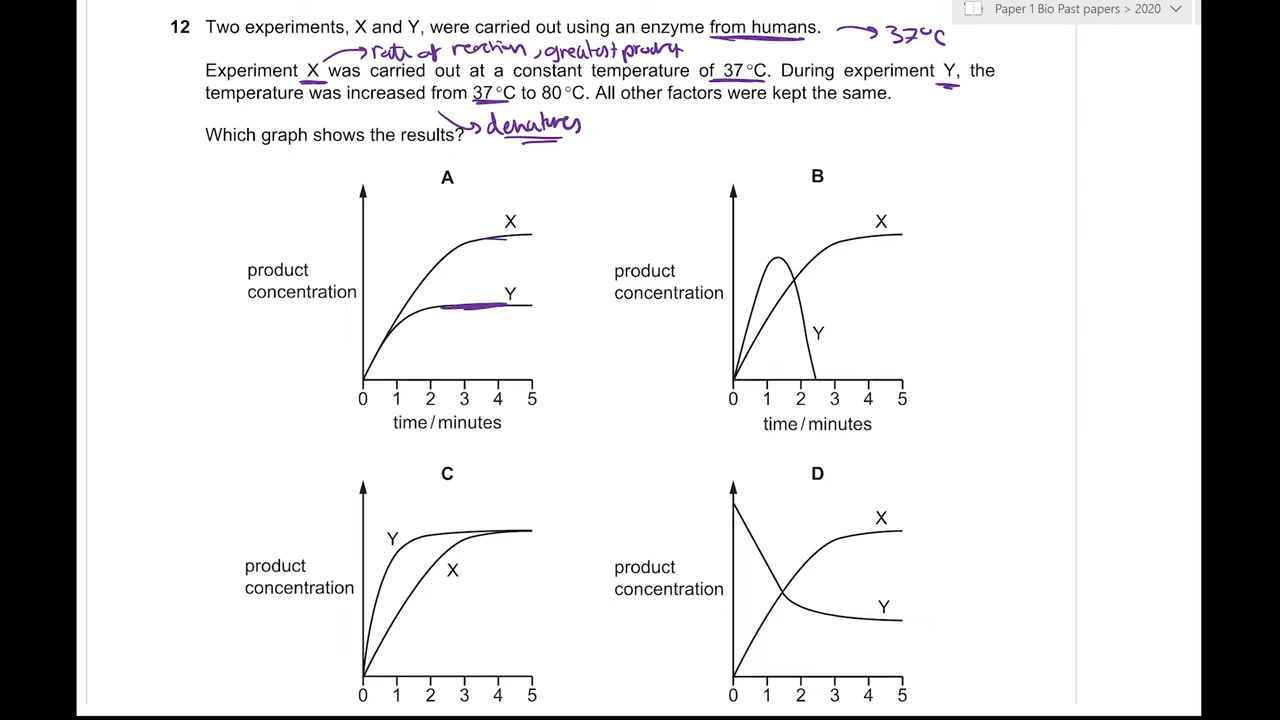 Paper 1 Bio Past papers > 2020
12 Two experiments, X and Y, were carried out using an enzyme from humans. → 37°C
→ rate of reaction, greatest product
Experiment X was carried out at a constant temperature of 37 °C. During experiment Y, the
temperature was increased from 37 °C to 80 °C. All other factors were kept the same.
→ denatures
Which graph shows the results?
A
product
concentration
X
Y
0 1 2 3 4 5
time / minutes
B
product
concentration
X
Y
0 1 2 3 4 5
time / minutes
C
product
concentration
Y
X
0 1 2 3 4 5
D
product
concentration
X
Y
0 1 2 3 4 5